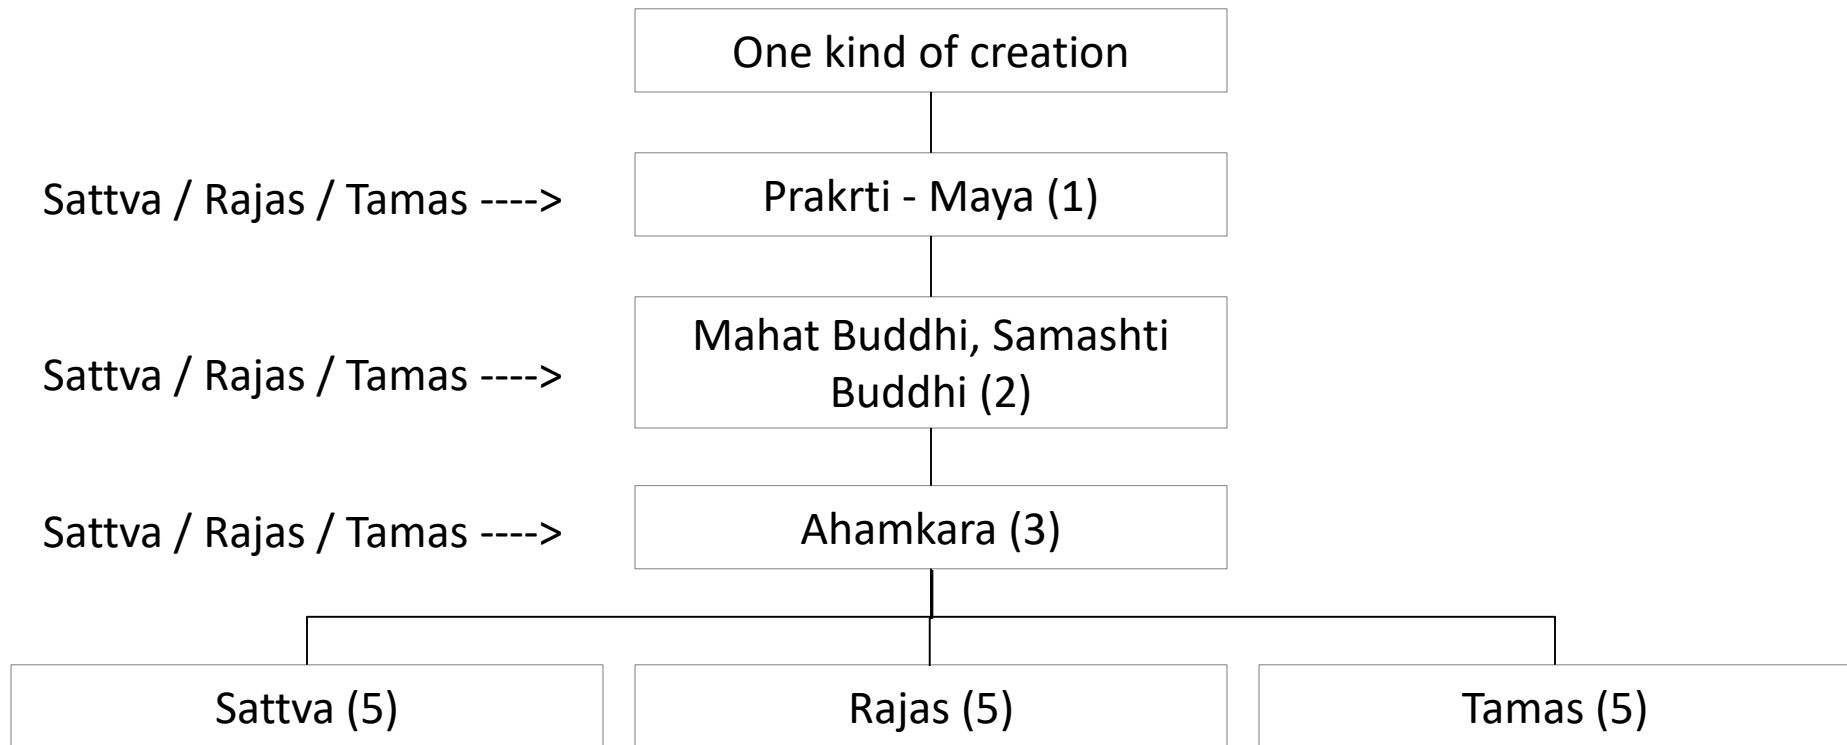 One kind of creation
Sattva / Rajas / Tamas ---->
Prakrti - Maya (1)
Sattva / Rajas / Tamas ---->
Mahat Buddhi, Samashti
Buddhi (2)
Sattva / Rajas / Tamas ---->
Ahamkara (3)
Sattva (5)
Rajas (5)
Tamas (5)